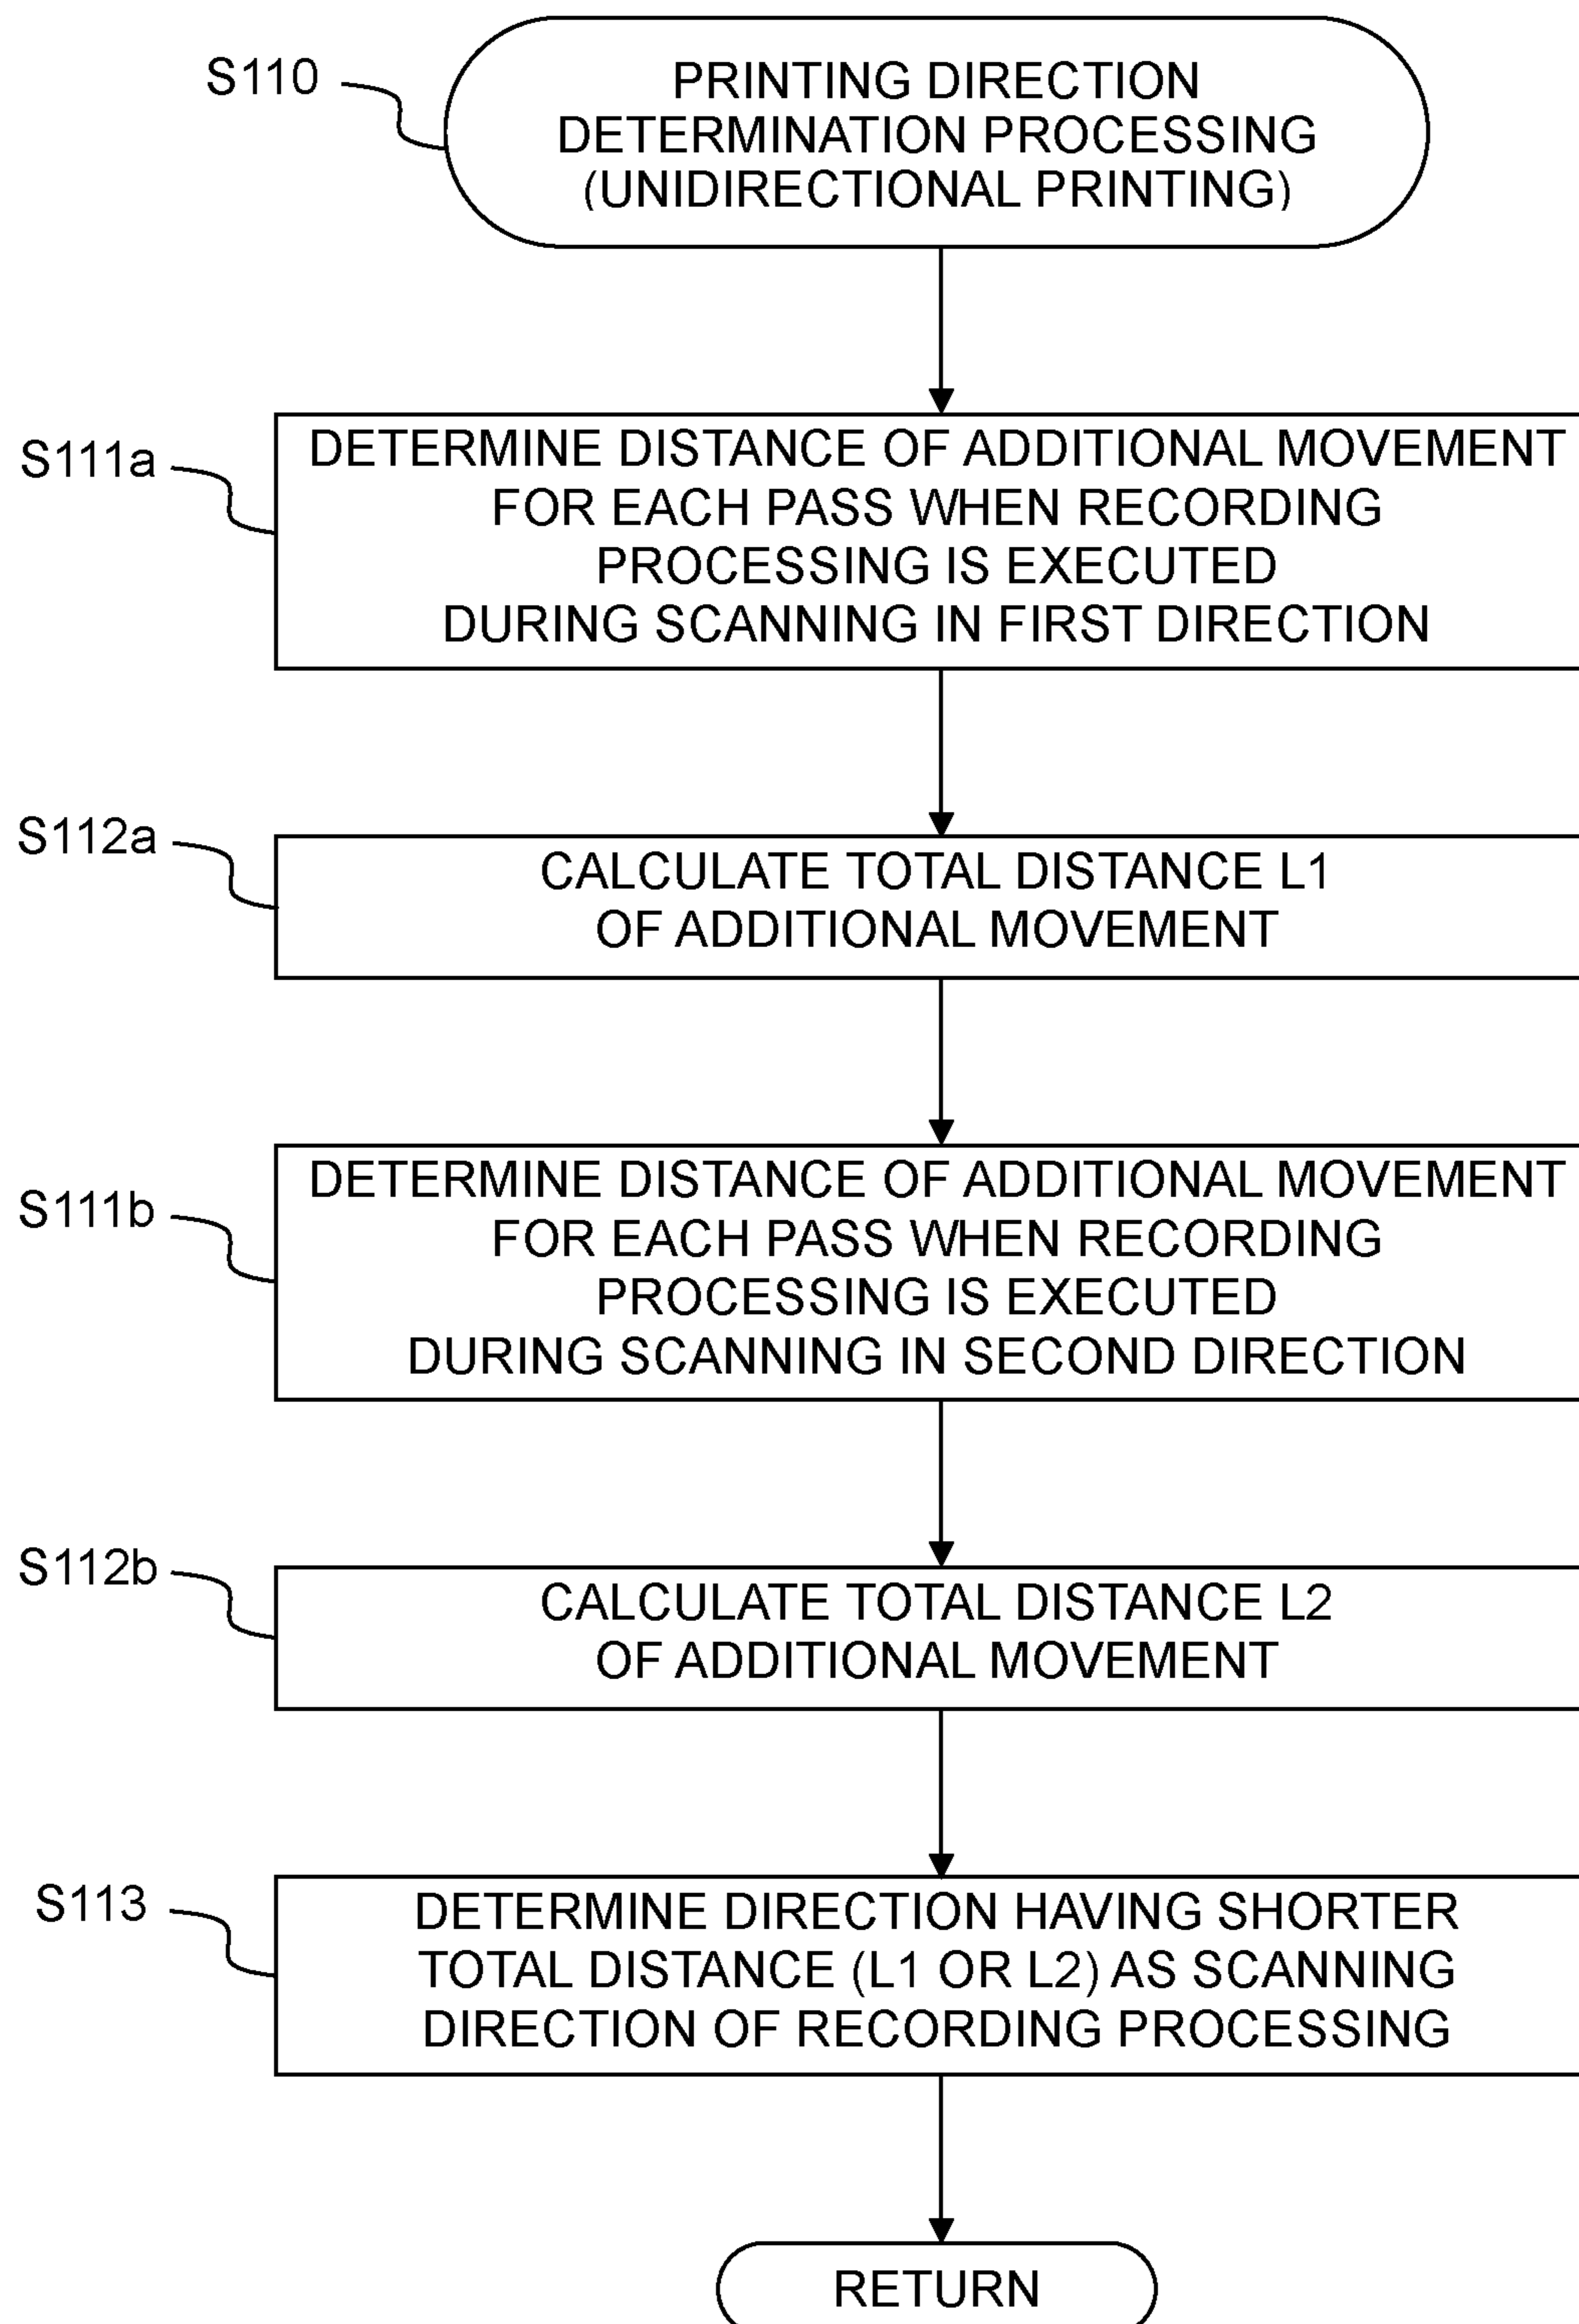 S110
PRINTING DIRECTION
DETERMINATION PROCESSING
(UNIDIRECTIONAL PRINTING)
S111a
DETERMINE DISTANCE OF ADDITIONAL MOVEMENT
FOR EACH PASS WHEN RECORDING
PROCESSING IS EXECUTED
DURING SCANNING IN FIRST DIRECTION
S112a
CALCULATE TOTAL DISTANCE L1
OF ADDITIONAL MOVEMENT
S111b
DETERMINE DISTANCE OF ADDITIONAL MOVEMENT
FOR EACH PASS WHEN RECORDING
PROCESSING IS EXECUTED
DURING SCANNING IN SECOND DIRECTION
S112b
CALCULATE TOTAL DISTANCE L2
OF ADDITIONAL MOVEMENT
S113
DETERMINE DIRECTION HAVING SHORTER
TOTAL DISTANCE (L1 OR L2) AS SCANNING
DIRECTION OF RECORDING PROCESSING
RETURN